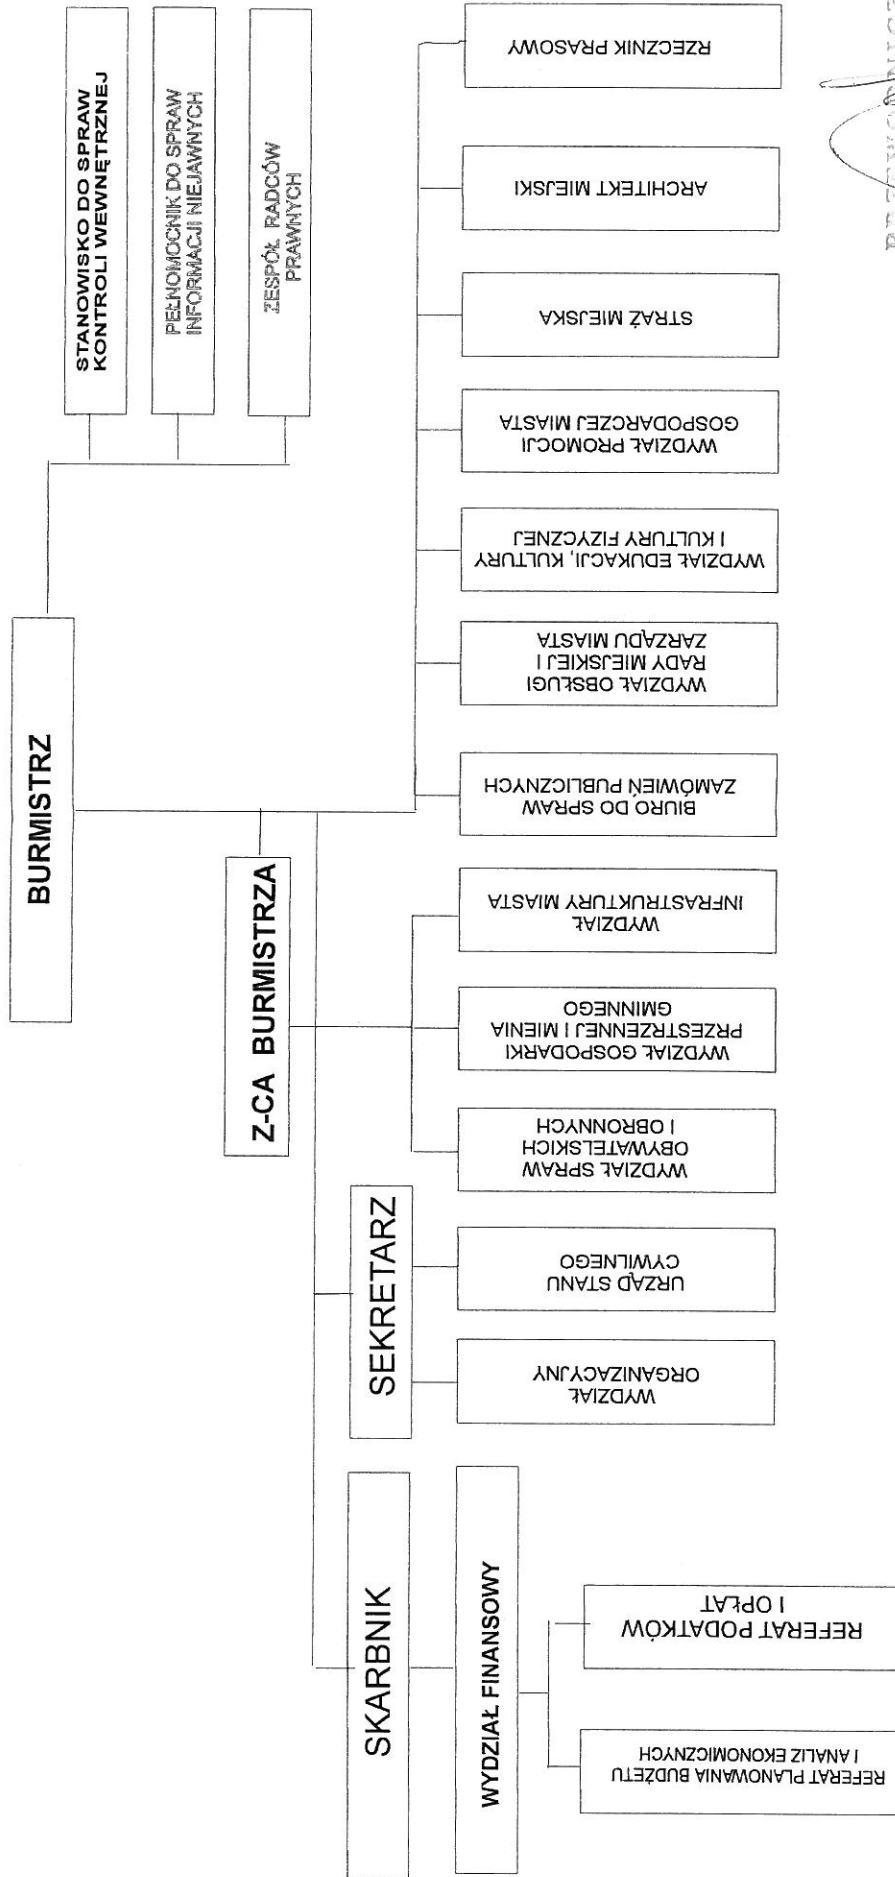 BURMISTRZ
STANOWISKO DO SPRAW
KONTROLI WEWNĘTRZNEJ
PEŁNOMOCNIK DO SPRAW
INFORMACJI NIEJAWNYCH
ZESPÓŁ RADCÓW
PRAWNYCH
Z-CA BURMISTRZA
SEKRETARZ
SKARBNIK
WYDZIAŁ FINANSOWY
REFERAT PLANOWANIA BUDŻETU
I ANALIZ EKONOMICZNYCH
REFERAT PODATKÓW
I OPŁAT
WYDZIAŁ
ORGANIZACYJNY
URZĄD STANU
CYWILNEGO
WYDZIAŁ SPRAW
OBYWATELSKICH
I OBRONNYCH
WYDZIAŁ GOSPODARKI
PRZESTRZENNEJ I MIENIA
GMINNEGO
WYDZIAŁ
INFRASTRUKTURY MIASTA
BIURO DO SPRAW
ZAMÓWIEŃ PUBLICZNYCH
WYDZIAŁ OBSŁUGI
RADY MIEJSKIEJ I
ZARZĄDU MIASTA
WYDZIAŁ EDUKACJI, KULTURY
I KULTURY FIZYCZNEJ
WYDZIAŁ PROMOCJI
GOSPODARCZEJ MIASTA
STRAŻ MIEJSKA
ARCHITEKT MIEJSKI
RZECZNIK PRASOWY